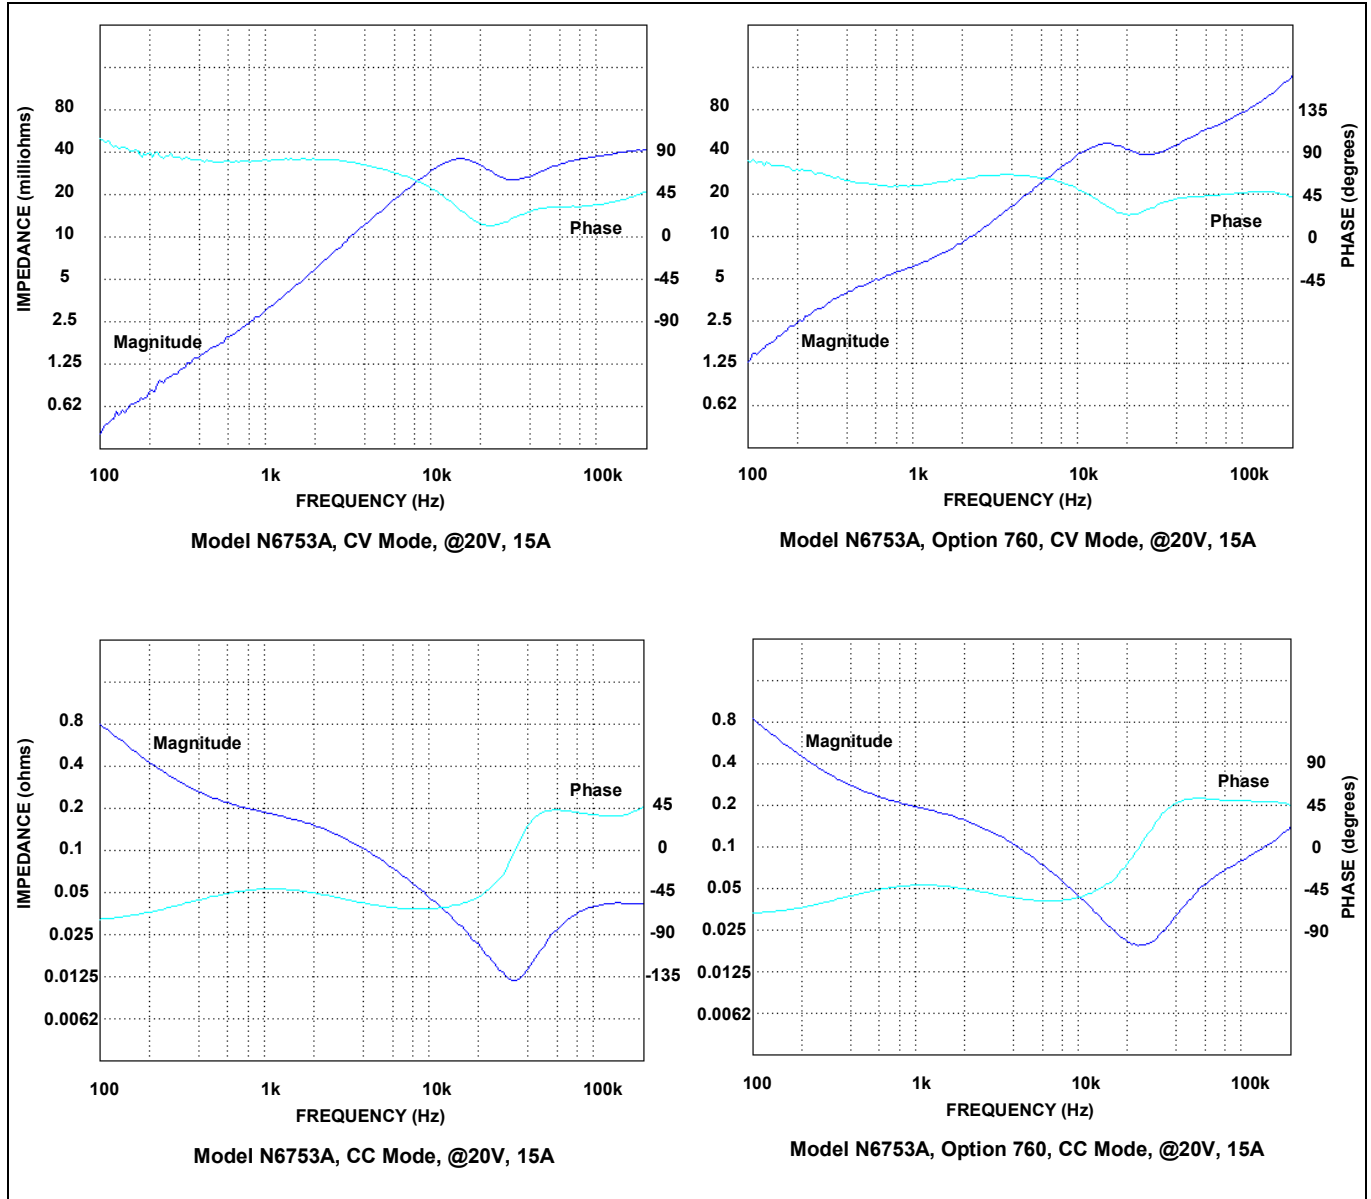 IMPEDANCE (milliohms)
80
40
20
10
5
2.5
1.25
0.62
90
45
0
-45
-90
Phase
Magnitude
100 1k 10k 100k
FREQUENCY (Hz)
Model N6753A, CV Mode, @20V, 15A
80
40
20
10
5
2.5
1.25
0.62
135
90
45
0
-45
PHASE (degrees)
Phase
Magnitude
100 1k 10k 100k
FREQUENCY (Hz)
Model N6753A, Option 760, CV Mode, @20V, 15A
IMPEDANCE (ohms)
0.8
0.4
0.2
0.1
0.05
0.025
0.0125
0.0062
Magnitude
Phase
45
0
-45
-90
-135
100 1k 10k 100k
FREQUENCY (Hz)
Model N6753A, CC Mode, @20V, 15A
0.8
0.4
0.2
0.1
0.05
0.025
0.0125
0.0062
Magnitude
Phase
90
45
0
-45
-90
PHASE (degrees)
100 1k 10k 100k
FREQUENCY (Hz)
Model N6753A, Option 760, CC Mode, @20V, 15A